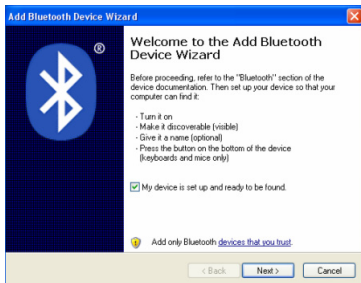 Add Bluetooth Device Wizard
®
Welcome to the Add Bluetooth
Device Wizard
Before proceeding, refer to the "Bluetooth" section of the
device documentation. Then set up your device so that your
computer can find it:
- Turn it on
- Make it discoverable (visible)
- Give it a name (optional)
- Press the button on the bottom of the device
(keyboards and mice only)
My device is set up and ready to be found.
Add only Bluetooth devices that you trust.
< Back Next > Cancel